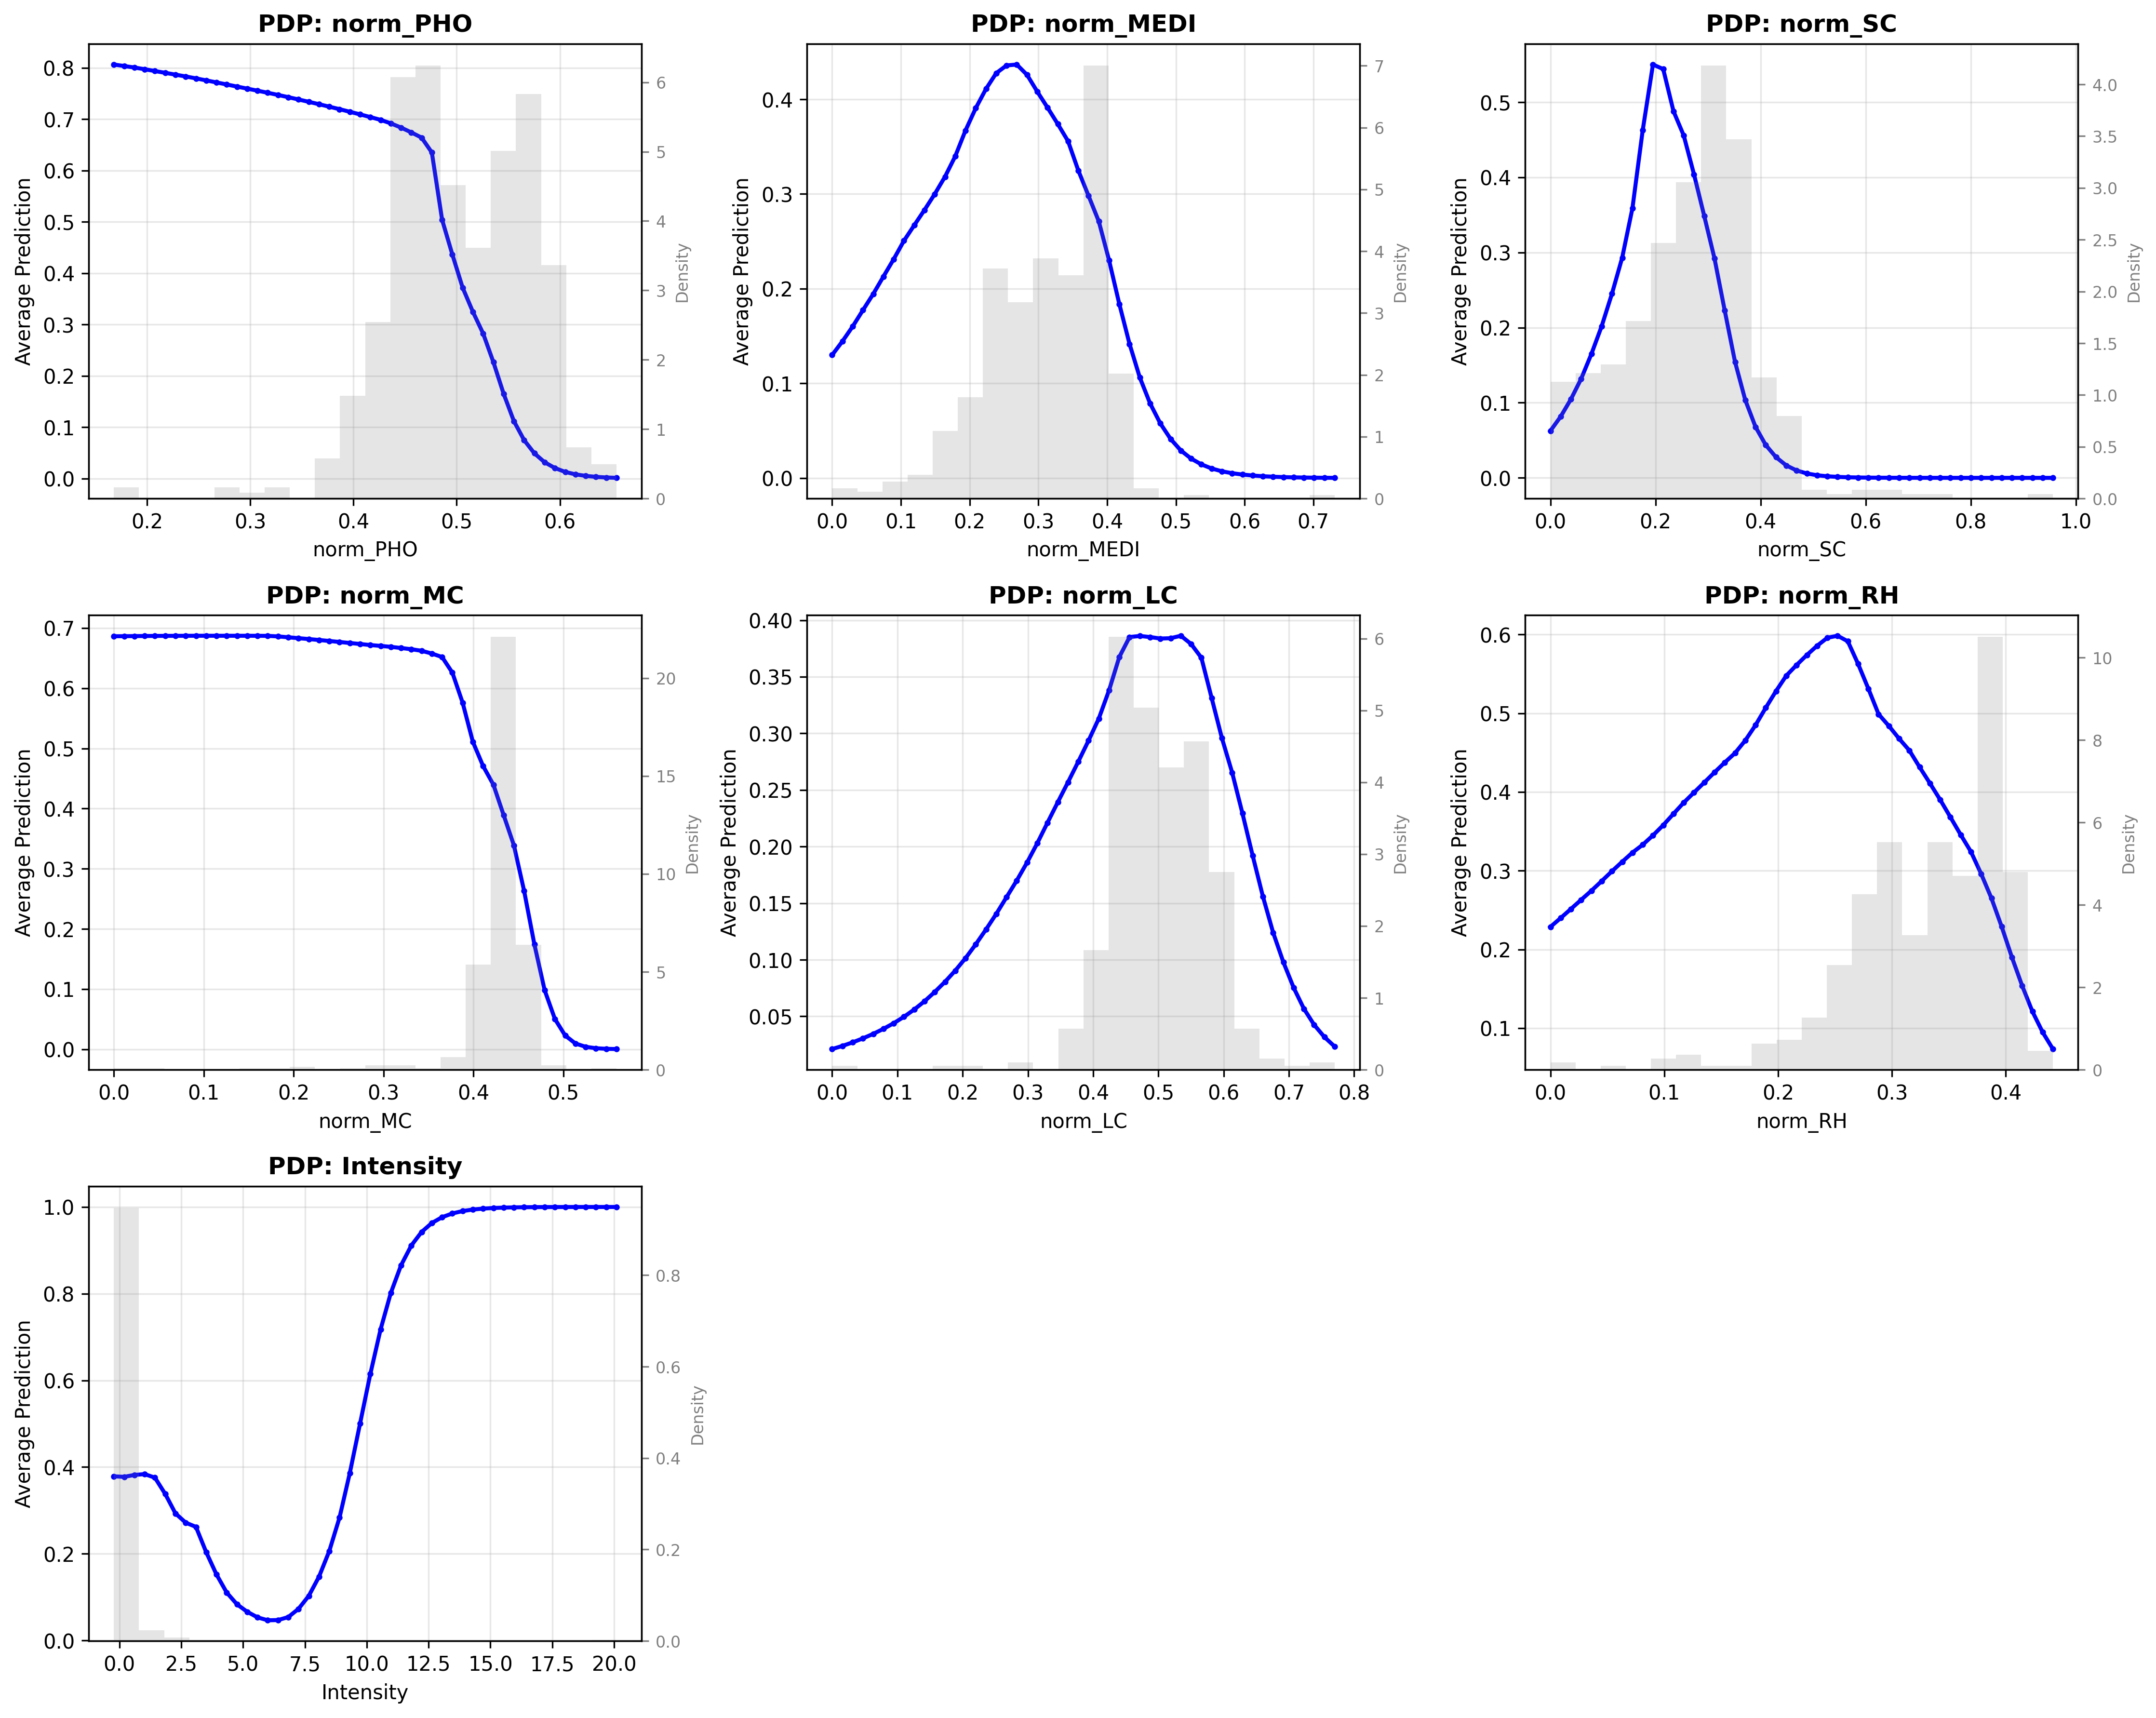 PDP: norm_PHO
Average Prediction
0.8
0.7
0.6
0.5
0.4
0.3
0.2
0.1
0.0
6
5
4
3
2
1
0
Density
0.2 0.3 0.4 0.5 0.6
norm_PHO
PDP: norm_MEDI
Average Prediction
0.4
0.3
0.2
0.1
0.0
7
6
5
4
3
2
1
0
Density
0.0 0.1 0.2 0.3 0.4 0.5 0.6 0.7
norm_MEDI
PDP: norm_SC
Average Prediction
0.5
0.4
0.3
0.2
0.1
0.0
4.0
3.5
3.0
2.5
2.0
1.5
1.0
0.5
0.0
Density
0.0 0.2 0.4 0.6 0.8 1.0
norm_SC
PDP: norm_MC
Average Prediction
0.7
0.6
0.5
0.4
0.3
0.2
0.1
0.0
20
15
10
5
0
Density
0.0 0.1 0.2 0.3 0.4 0.5
norm_MC
PDP: norm_LC
Average Prediction
0.40
0.35
0.30
0.25
0.20
0.15
0.10
0.05
6
5
4
3
2
1
0
Density
0.0 0.1 0.2 0.3 0.4 0.5 0.6 0.7 0.8
norm_LC
PDP: norm_RH
Average Prediction
0.6
0.5
0.4
0.3
0.2
0.1
10
8
6
4
2
0
Density
0.0 0.1 0.2 0.3 0.4
norm_RH
PDP: Intensity
Average Prediction
1.0
0.8
0.6
0.4
0.2
0.0
0.8
0.6
0.4
0.2
0.0
Density
0.0 2.5 5.0 7.5 10.0 12.5 15.0 17.5 20.0
Intensity